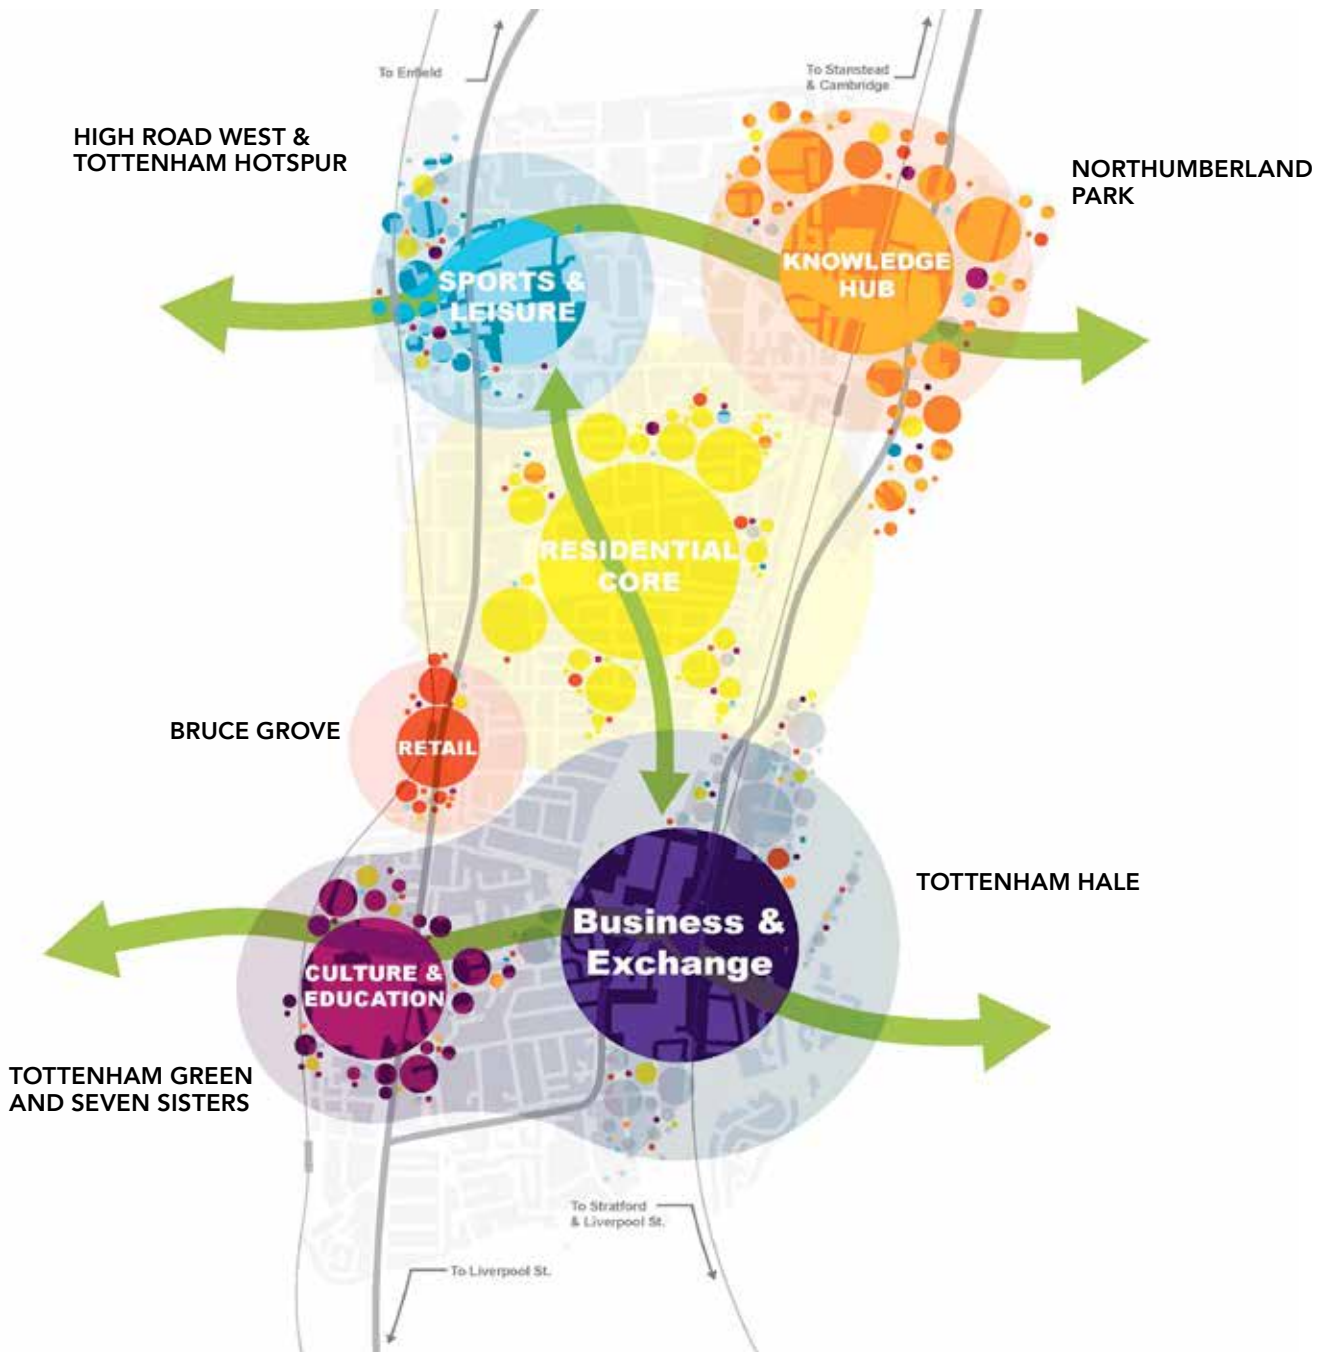 To Enfield
To Stanstead
& Cambridge
HIGH ROAD WEST &
TOTTENHAM HOTSPUR
NORTHUMBERLAND
PARK
KNOWLEDGE
HUB
SPORTS &
LEISURE
RESIDENTIAL
CORE
BRUCE GROVE
RETAIL
TOTTENHAM HALE
Business &
Exchange
CULTURE &
EDUCATION
TOTTENHAM GREEN
AND SEVEN SISTERS
To Stratford
& Liverpool St.
To Liverpool St.